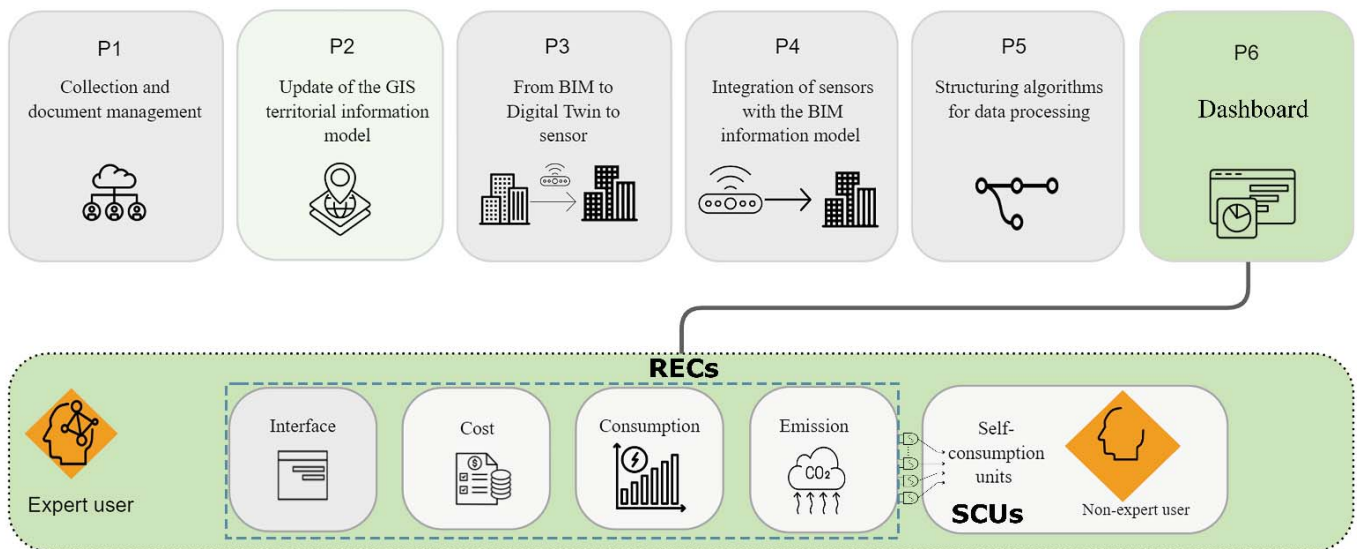 P1
Collection and
document management
P2
Update of the GIS
territorial information
model
P3
From BIM to
Digital Twin to
sensor
P4
Integration of sensors
with the BIM
information model
P5
Structuring algorithms
for data processing
P6
Dashboard
RECs
Expert user
Interface
Cost
$
Consumption
Emission
CO₂
Self-
consumption
units
SCUs
Non-expert user